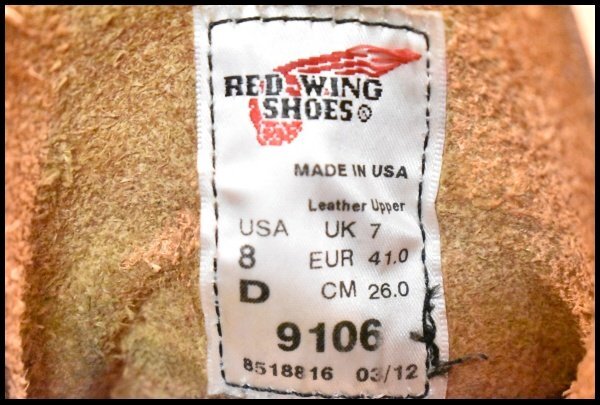 RED WING
SHOES®
MADE IN USA
Leather Upper
USA UK 7
8 EUR 41.0
D CM 26.0
9106
8518816 03/12